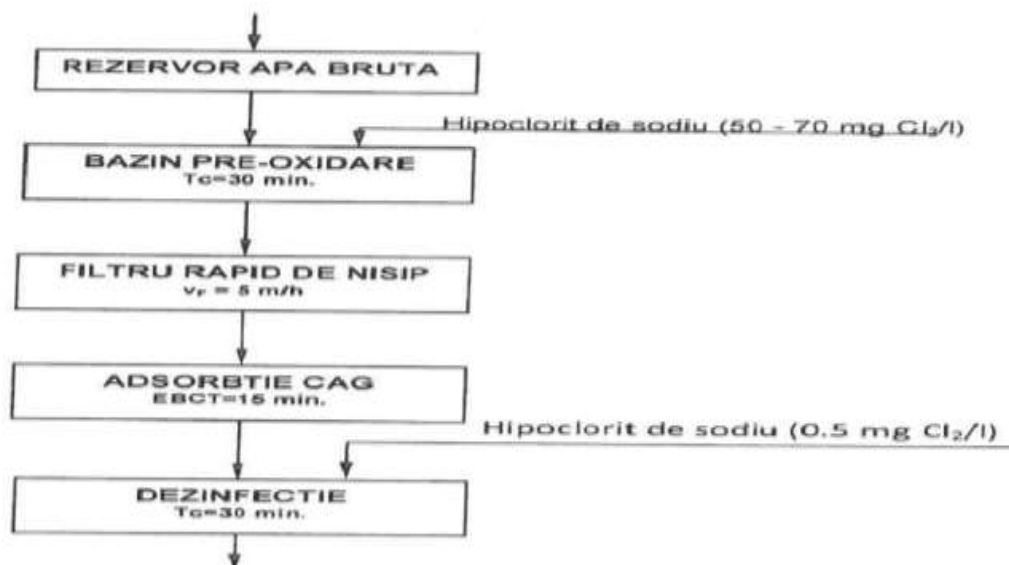 REZERVOR APA BRUTA
Hipoclorit de sodiu (50 - 70 mg Cl₂/l)
BAZIN PRE-OXIDARE
Tc=30 min.
FILTRU RAPID DE NISIP
vF = 5 m/h
ADSORBTIE CAG
EBCT=15 min.
Hipoclorit de sodiu (0.5 mg Cl₂/l)
DEZINFECTIE
Tc=30 min.